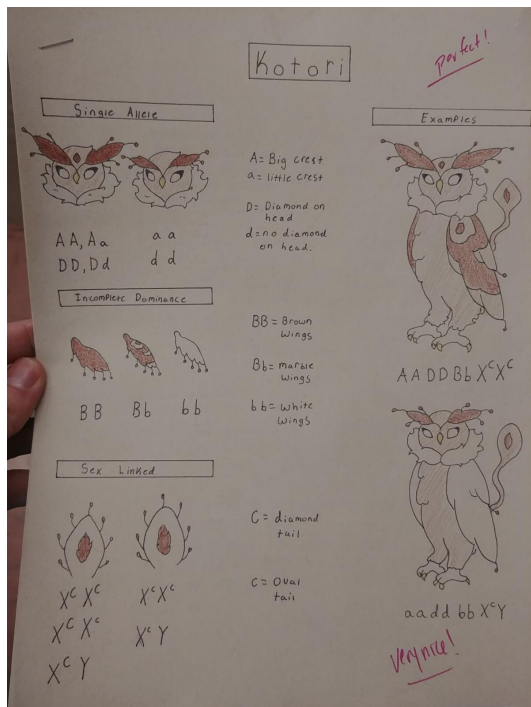 Kotori
perfect!
Single Allele
AA, Aa
DD, Dd
aa
dd
A = Big crest
a = little crest
D = Diamond on
head
d = no diamond
on head.
Incomplete Dominance
BB
Bb
bb
BB = Brown
wings
Bb = marble
wings
bb = white
wings
Sex Linked
X^C X^C
X^C X^c
X^C Y
X^c X^c
X^c Y
C = diamond
tail
c = Oval
tail
Examples
AADDBb X^C X^C
aadd bb X^c Y
very nice!